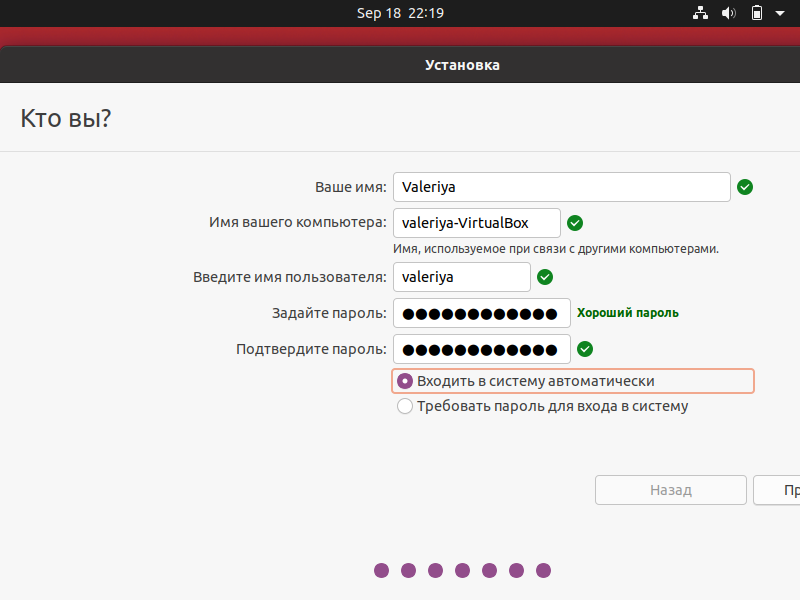 Sep 18 22:19
Установка
Кто вы?
Ваше имя: Valeriya
Имя вашего компьютера: valeriya-VirtualBox
Имя, используемое при связи с другими компьютерами.
Введите имя пользователя: valeriya
Задайте пароль: ●●●●●●●●●●●● Хороший пароль
Подтвердите пароль: ●●●●●●●●●●●●
Входить в систему автоматически
Требовать пароль для входа в систему
Назад